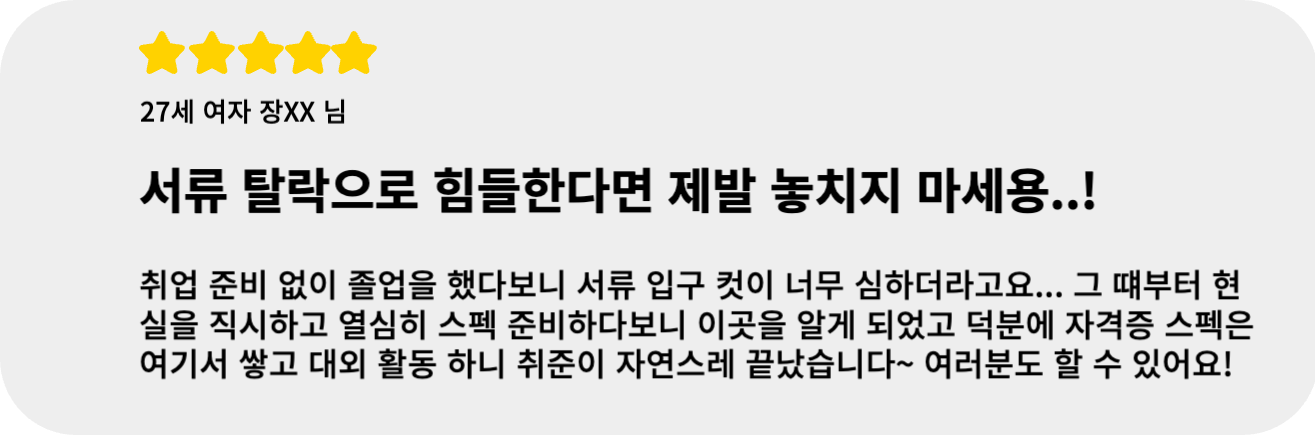 27세 여자 장XX 님
서류 탈락으로 힘들한다면 제발 놓치지 마세용..!
취업 준비 없이 졸업을 했다보니 서류 입구 컷이 너무 심하더라고요... 그 떄부터 현
실을 직시하고 열심히 스펙 준비하다보니 이곳을 알게 되었고 덕분에 자격증 스펙은
여기서 쌓고 대외 활동 하니 취준이 자연스레 끝났습니다~ 여러분도 할 수 있어요!